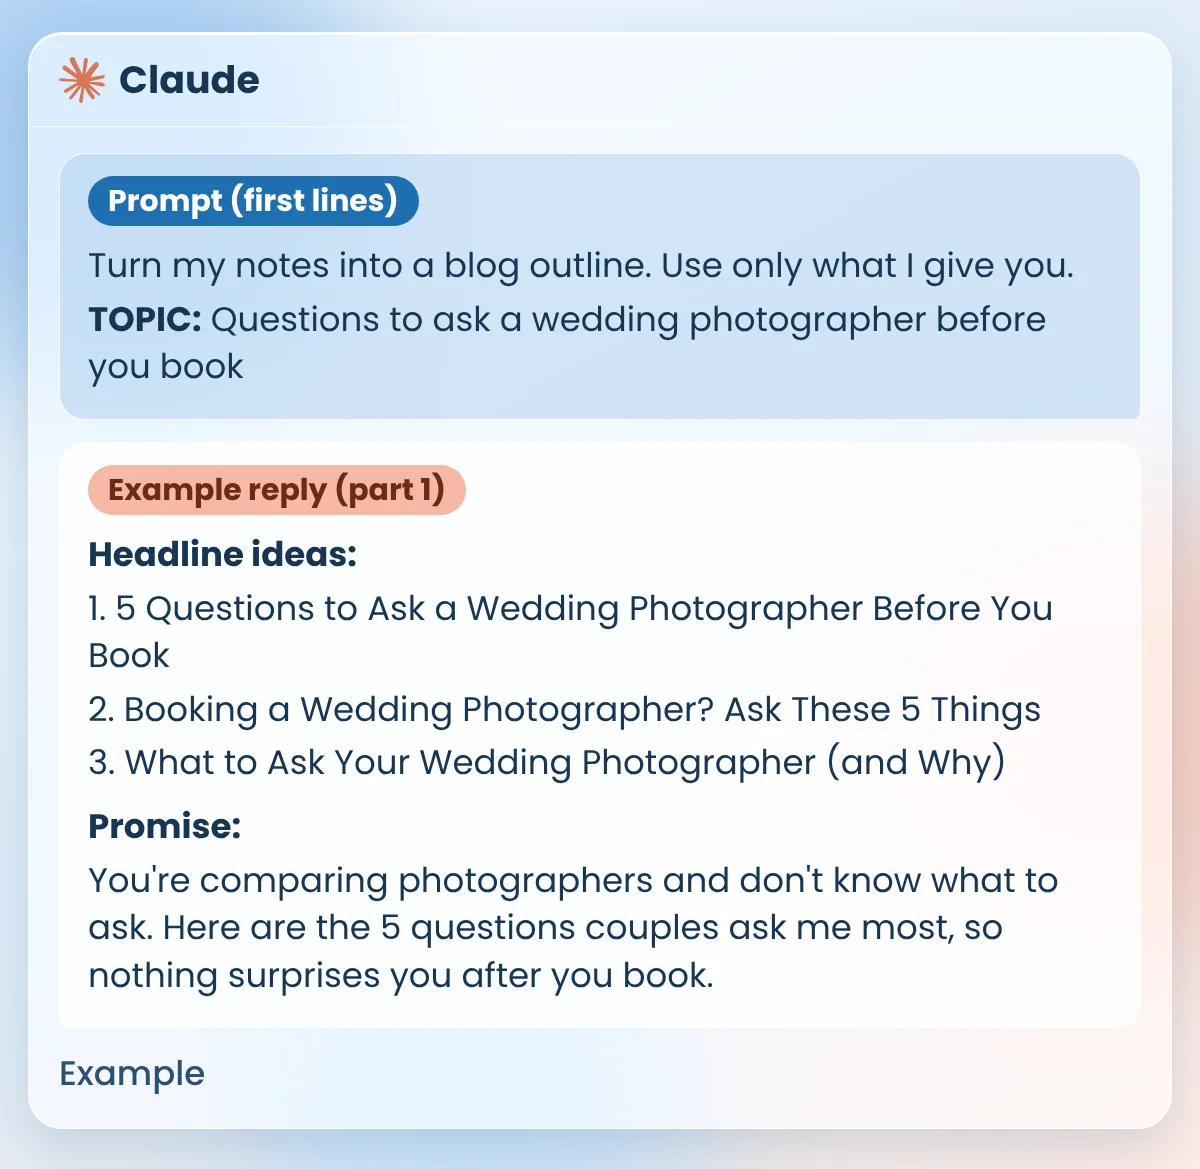 Claude
Prompt (first lines)
Turn my notes into a blog outline. Use only what I give you.
TOPIC: Questions to ask a wedding photographer before
you book
Example reply (part 1)
Headline ideas:
1. 5 Questions to Ask a Wedding Photographer Before You
Book
2. Booking a Wedding Photographer? Ask These 5 Things
3. What to Ask Your Wedding Photographer (and Why)
Promise:
You're comparing photographers and don't know what to
ask. Here are the 5 questions couples ask me most, so
nothing surprises you after you book.
Example